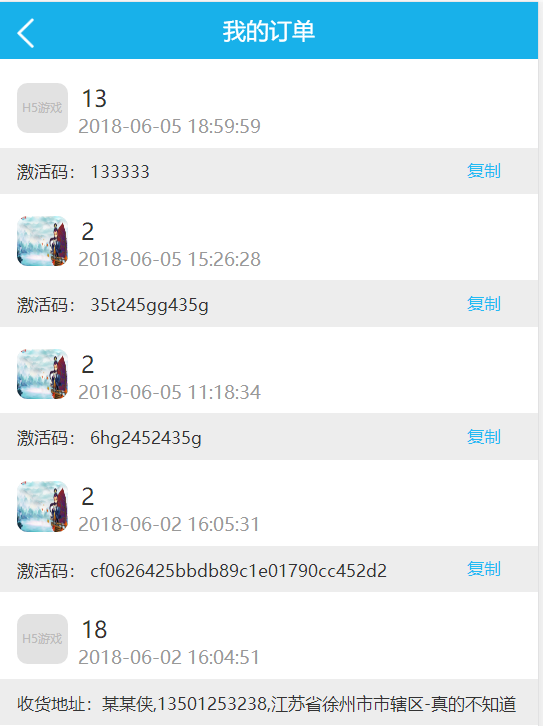 我的订单
H5游戏
13
2018-06-05 18:59:59
激活码： 133333 复制
2
2018-06-05 15:26:28
激活码： 35t245gg435g 复制
2
2018-06-05 11:18:34
激活码： 6hg2452435g 复制
2
2018-06-02 16:05:31
激活码： cf0626425bbdb89c1e01790cc452d2 复制
H5游戏
18
2018-06-02 16:04:51
收货地址：某某侠,13501253238,江苏省徐州市市辖区-真的不知道